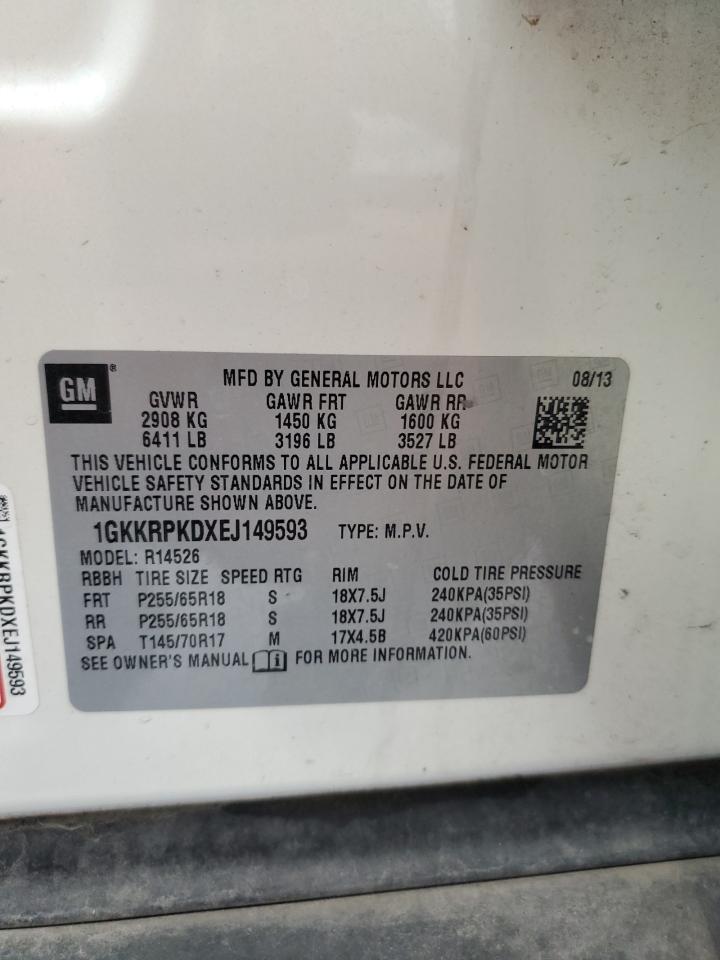 GM ®
MFD BY GENERAL MOTORS LLC 08/13
GVWR GAWR FRT GAWR RR
2908 KG 1450 KG 1600 KG
6411 LB 3196 LB 3527 LB
THIS VEHICLE CONFORMS TO ALL APPLICABLE U.S. FEDERAL MOTOR
VEHICLE SAFETY STANDARDS IN EFFECT ON THE DATE OF
MANUFACTURE SHOWN ABOVE.
1GKKRPKDXEJ149593 TYPE: M.P.V.
MODEL: R14526
RBBH TIRE SIZE SPEED RTG RIM COLD TIRE PRESSURE
FRT P255/65R18 S 18X7.5J 240KPA(35PSI)
RR P255/65R18 S 18X7.5J 240KPA(35PSI)
SPA T145/70R17 M 17X4.5B 420KPA(60PSI)
SEE OWNER'S MANUAL FOR MORE INFORMATION.
1GKKRPKDXEJ149593